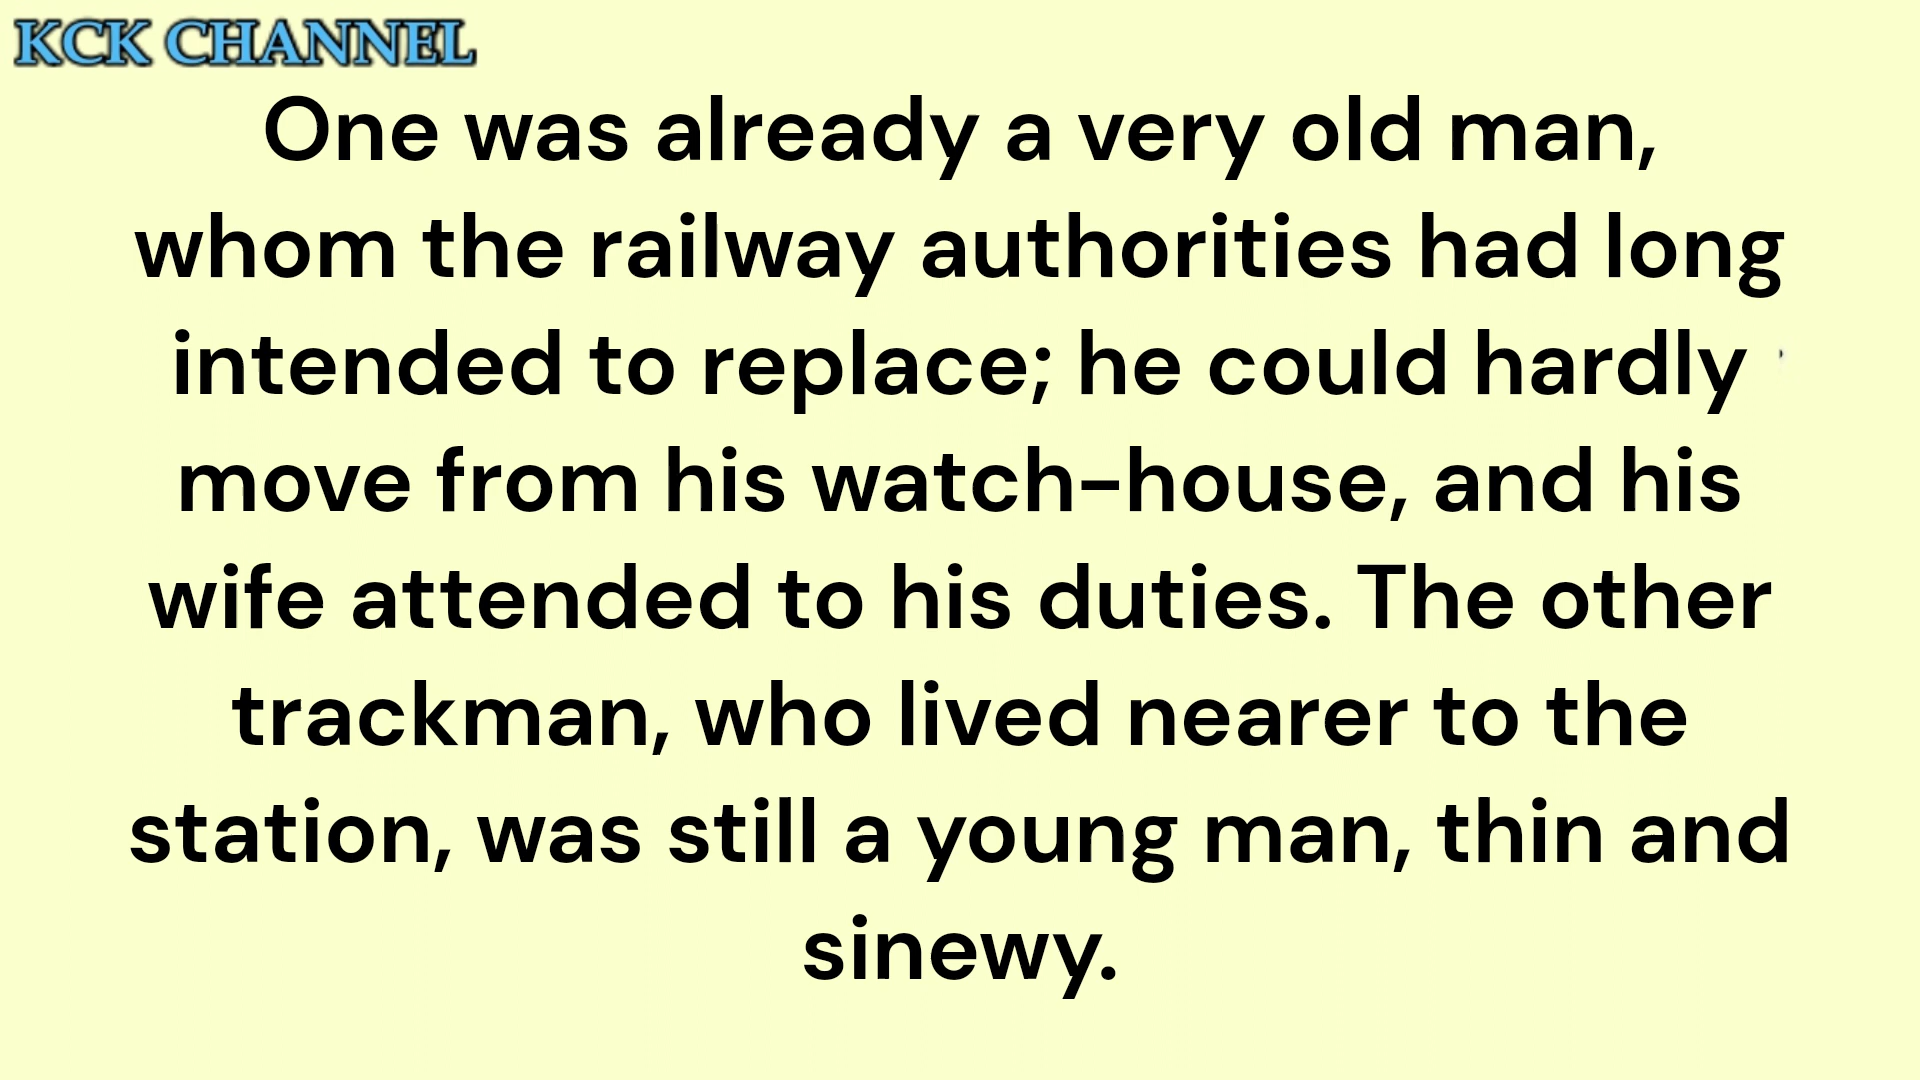 KCK CHANNEL
One was already a very old man,
whom the railway authorities had long
intended to replace; he could hardly
move from his watch-house, and his
wife attended to his duties. The other
trackman, who lived nearer to the
station, was still a young man, thin and
sinewy.